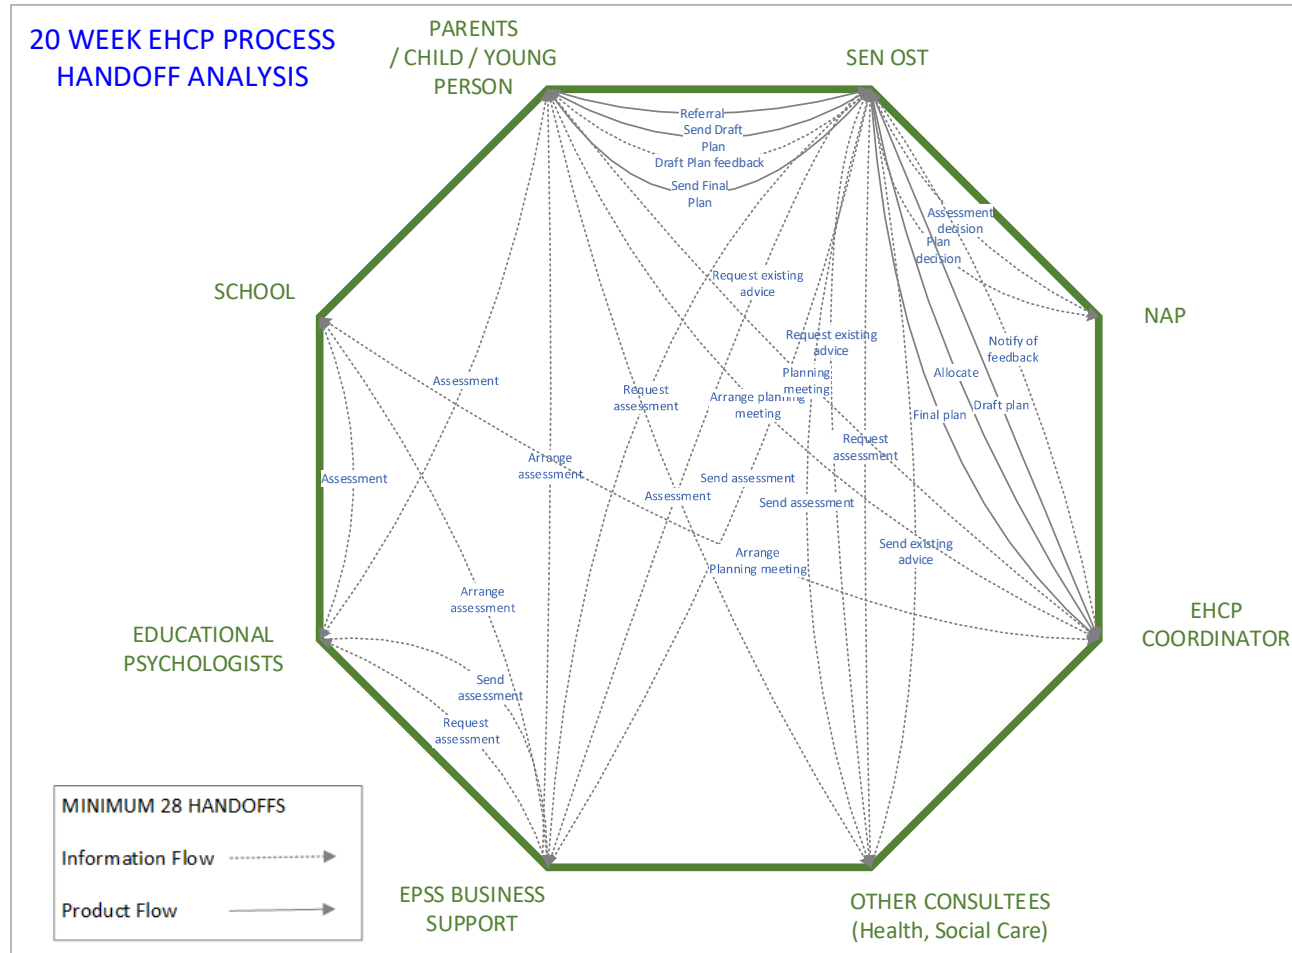 20 WEEK EHCP PROCESS
HANDOFF ANALYSIS
PARENTS
/ CHILD / YOUNG
PERSON
SEN OST
Referral
Send Draft
Plan
Draft Plan feedback
Send Final
Plan
Assessment
decision
Plan
decision
SCHOOL
NAP
Request existing
advice
Request existing
advice
Notify of
feedback
Planning
meeting
Allocate
Assessment
Request
assessment
Arrange planning
meeting
Final plan
Draft plan
Request
assessment
Arrange
assessment
Assessment
Send assessment
Assessment
Send assessment
Send existing
advice
Arrange
Planning meeting
Arrange
assessment
EDUCATIONAL
PSYCHOLOGISTS
EHCP
COORDINATOR
Send
assessment
Request
assessment
MINIMUM 28 HANDOFFS
Information Flow
Product Flow
EPSS BUSINESS
SUPPORT
OTHER CONSULTEES
(Health, Social Care)